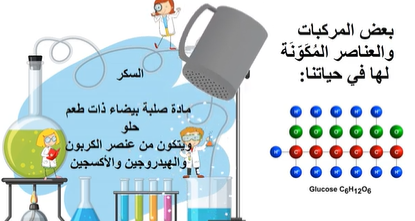 بعض المركبات
والعناصر المُكَوّنَة
لها في حياتنا:
السكر
مادة صلبة بيضاء ذات طعم
حلو
ويتكون من عنصر الكربون
والهيدروجين والأكسجين
Glucose C₆H₁₂O₆